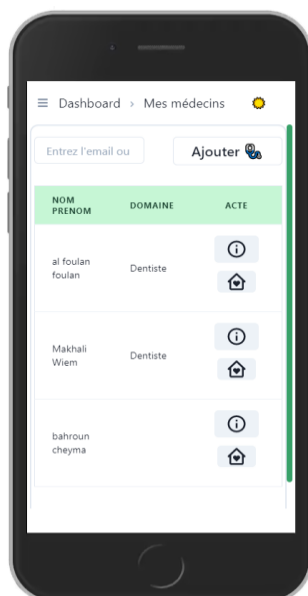 Dashboard > Mes médecins
Entrez l'email ou
Ajouter
NOM PRENOM DOMAINE ACTE
al foulan foulan Dentiste
Makhali Wiem Dentiste
bahroun cheyma